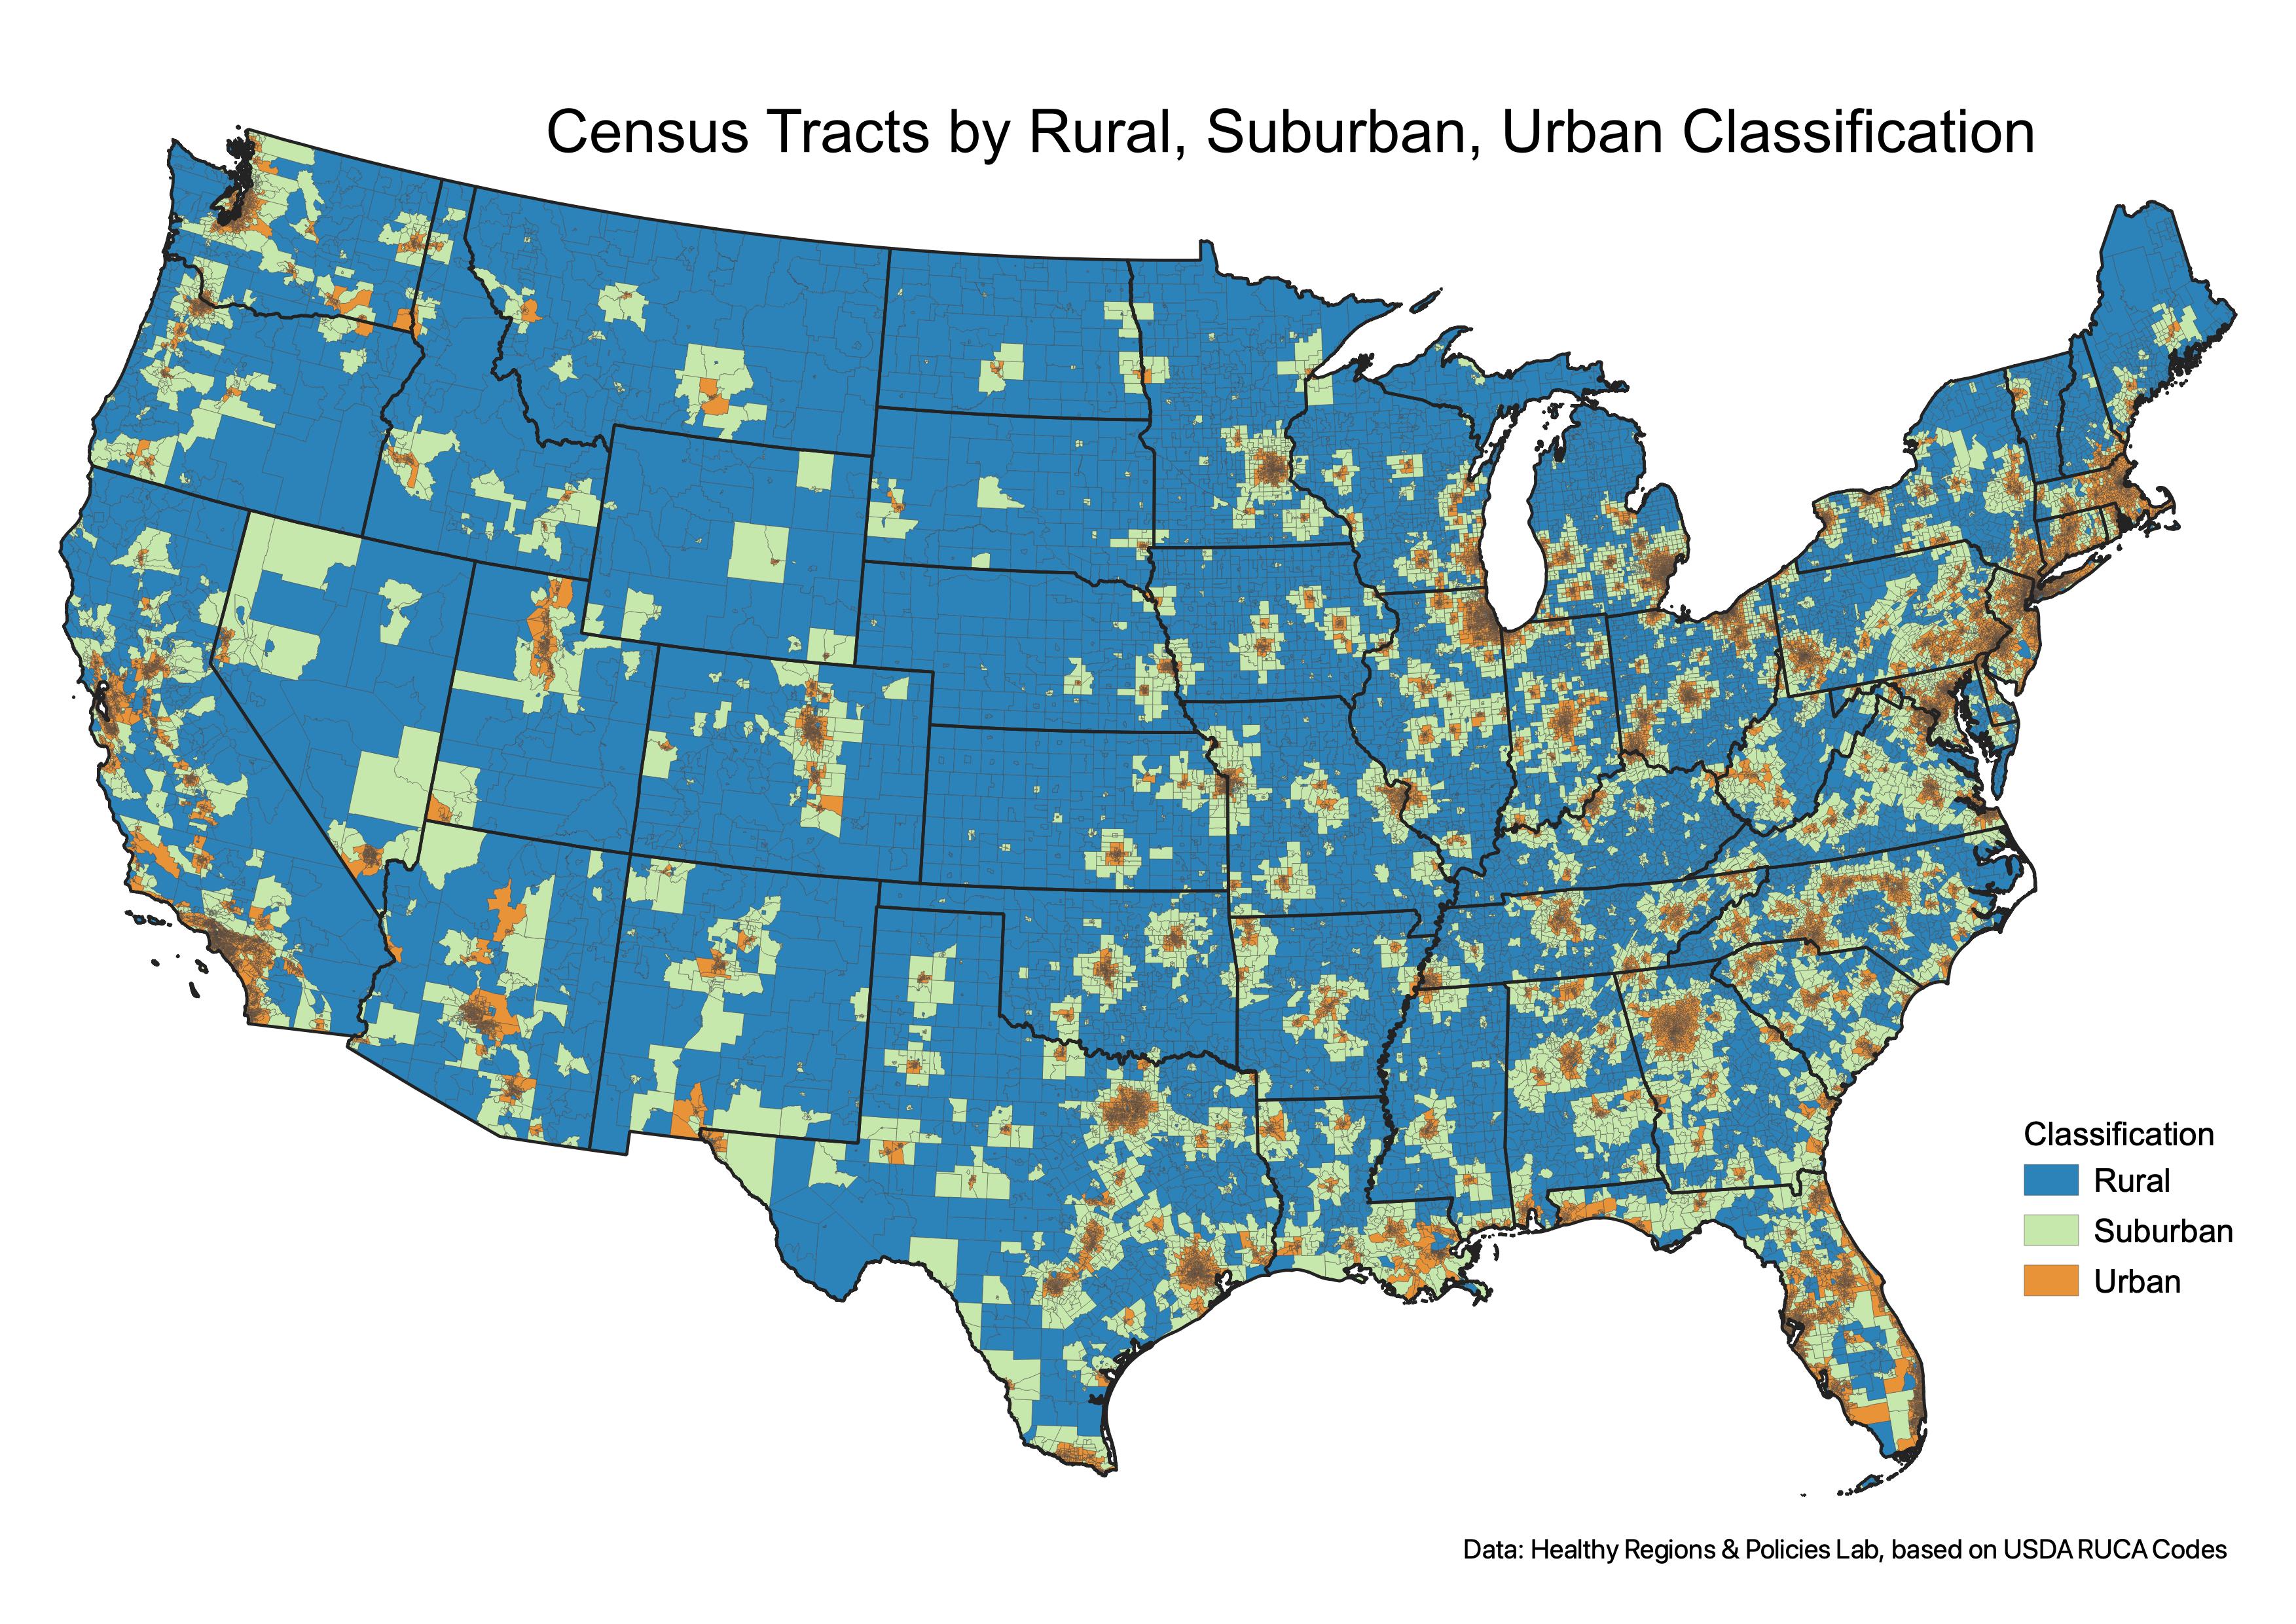 Census Tracts by Rural, Suburban, Urban Classification
Classification
Rural
Suburban
Urban
Data: Healthy Regions & Policies Lab, based on USDA RUCA Codes